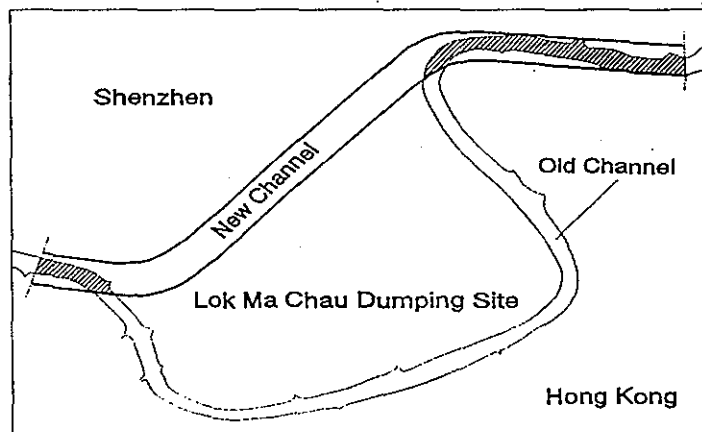 Shenzhen
New Channel
Old Channel
Lok Ma Chau Dumping Site
Hong Kong